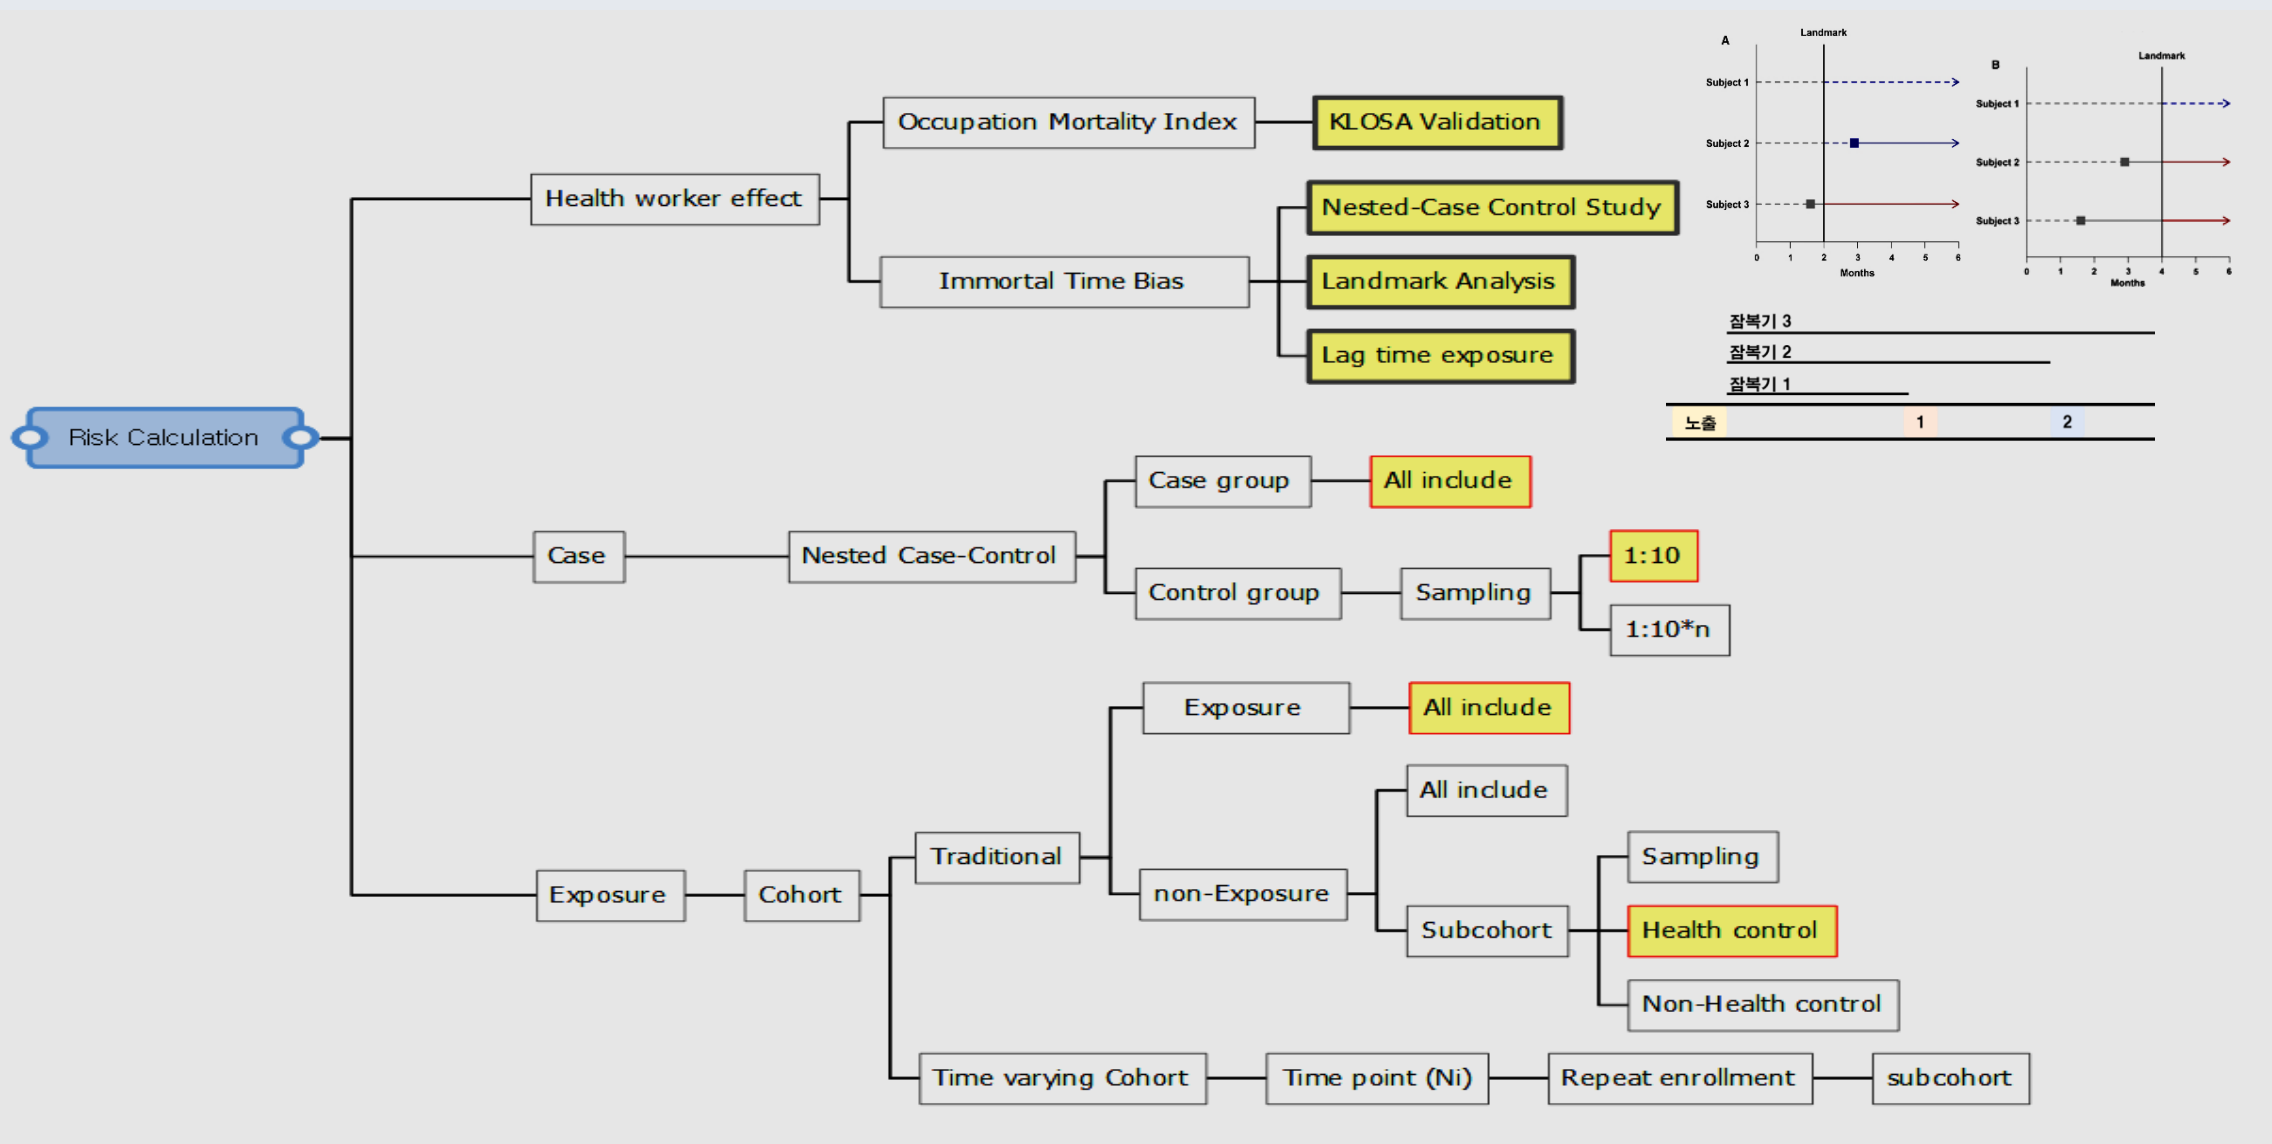 Risk Calculation
Health worker effect
Occupation Mortality Index
KLOSA Validation
Immortal Time Bias
Nested-Case Control Study
Landmark Analysis
Lag time exposure
Case
Nested Case-Control
Case group
All include
Control group
Sampling
1:10
1:10*n
Exposure
Cohort
Traditional
Exposure
All include
non-Exposure
All include
Subcohort
Sampling
Health control
Non-Health control
Time varying Cohort
Time point (Ni)
Repeat enrollment
subcohort
A
Landmark
Subject 1
Subject 2
Subject 3
0 1 2 3 4 5 6
Months
B
Landmark
Subject 1
Subject 2
Subject 3
0 1 2 3 4 5 6
Months
잠복기 3
잠복기 2
잠복기 1
노출 1 2